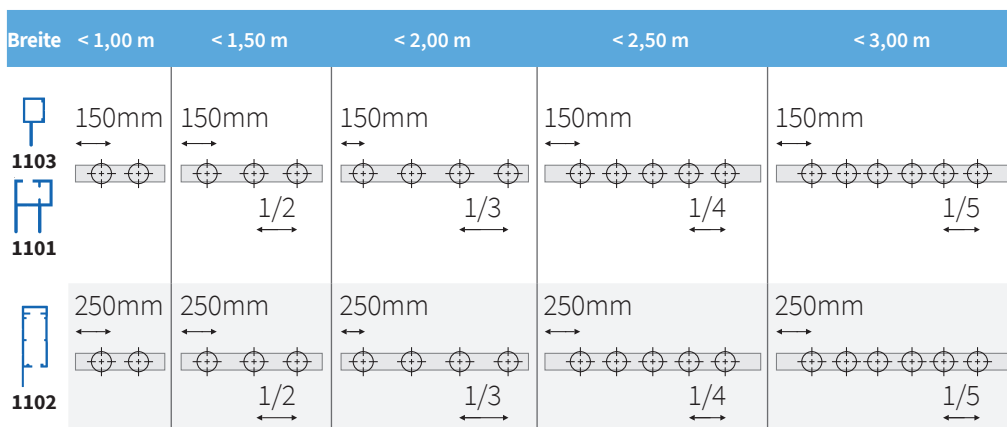 Breite < 1,00 m < 1,50 m < 2,00 m < 2,50 m < 3,00 m
150mm 150mm 150mm 150mm 150mm
1103
1/2 1/3 1/4 1/5
1101
250mm 250mm 250mm 250mm 250mm
1/2 1/3 1/4 1/5
1102